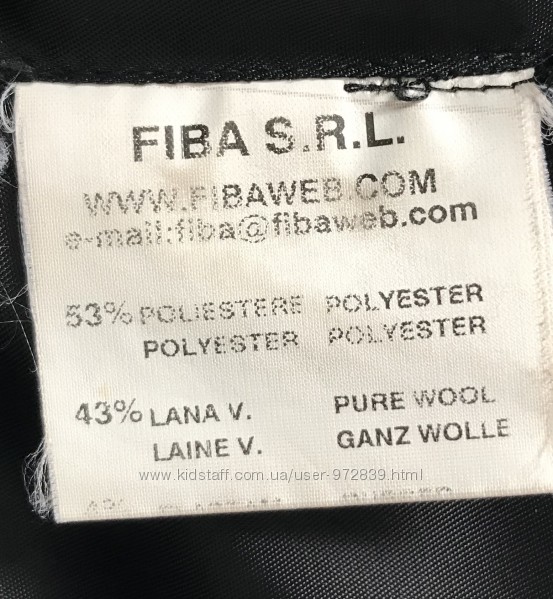 FIBA S.R.L.
WWW.FIBAWEB.COM
e-mail:fiba@fibaweb.com
53% POLIESTERE POLYESTER
POLYESTER POLYESTER
43% LANA V. PURE WOOL
LAINE V. GANZ WOLLE
www.kidstaff.com.ua/user-972839.html